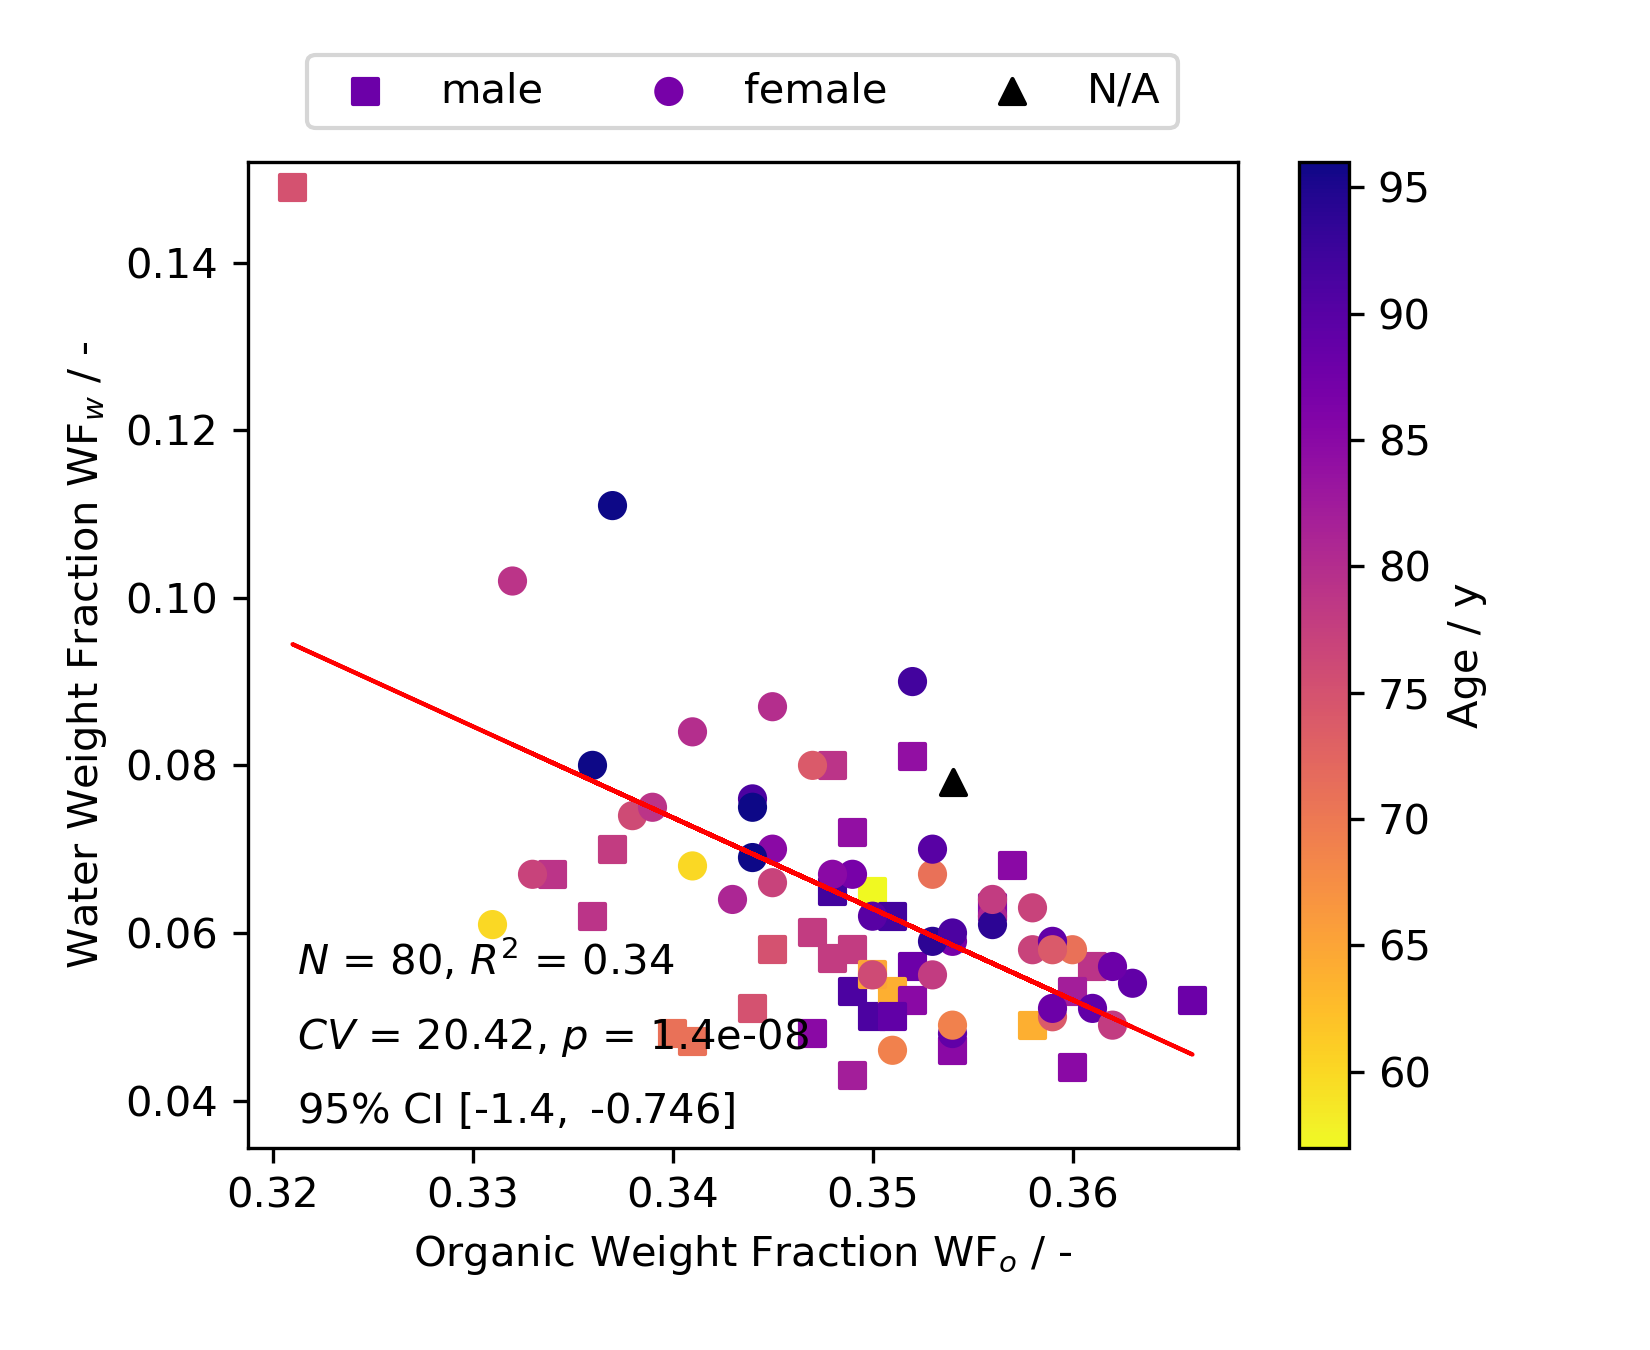 male female N/A
Water Weight Fraction WF_w / -
0.14
0.12
0.10
0.08
0.06
0.04
N = 80, R² = 0.34
CV = 20.42, p = 1.4e-08
95% CI [-1.4, -0.746]
0.32 0.33 0.34 0.35 0.36
Organic Weight Fraction WF_o / -
95
90
85
80
75
70
65
60
Age / y